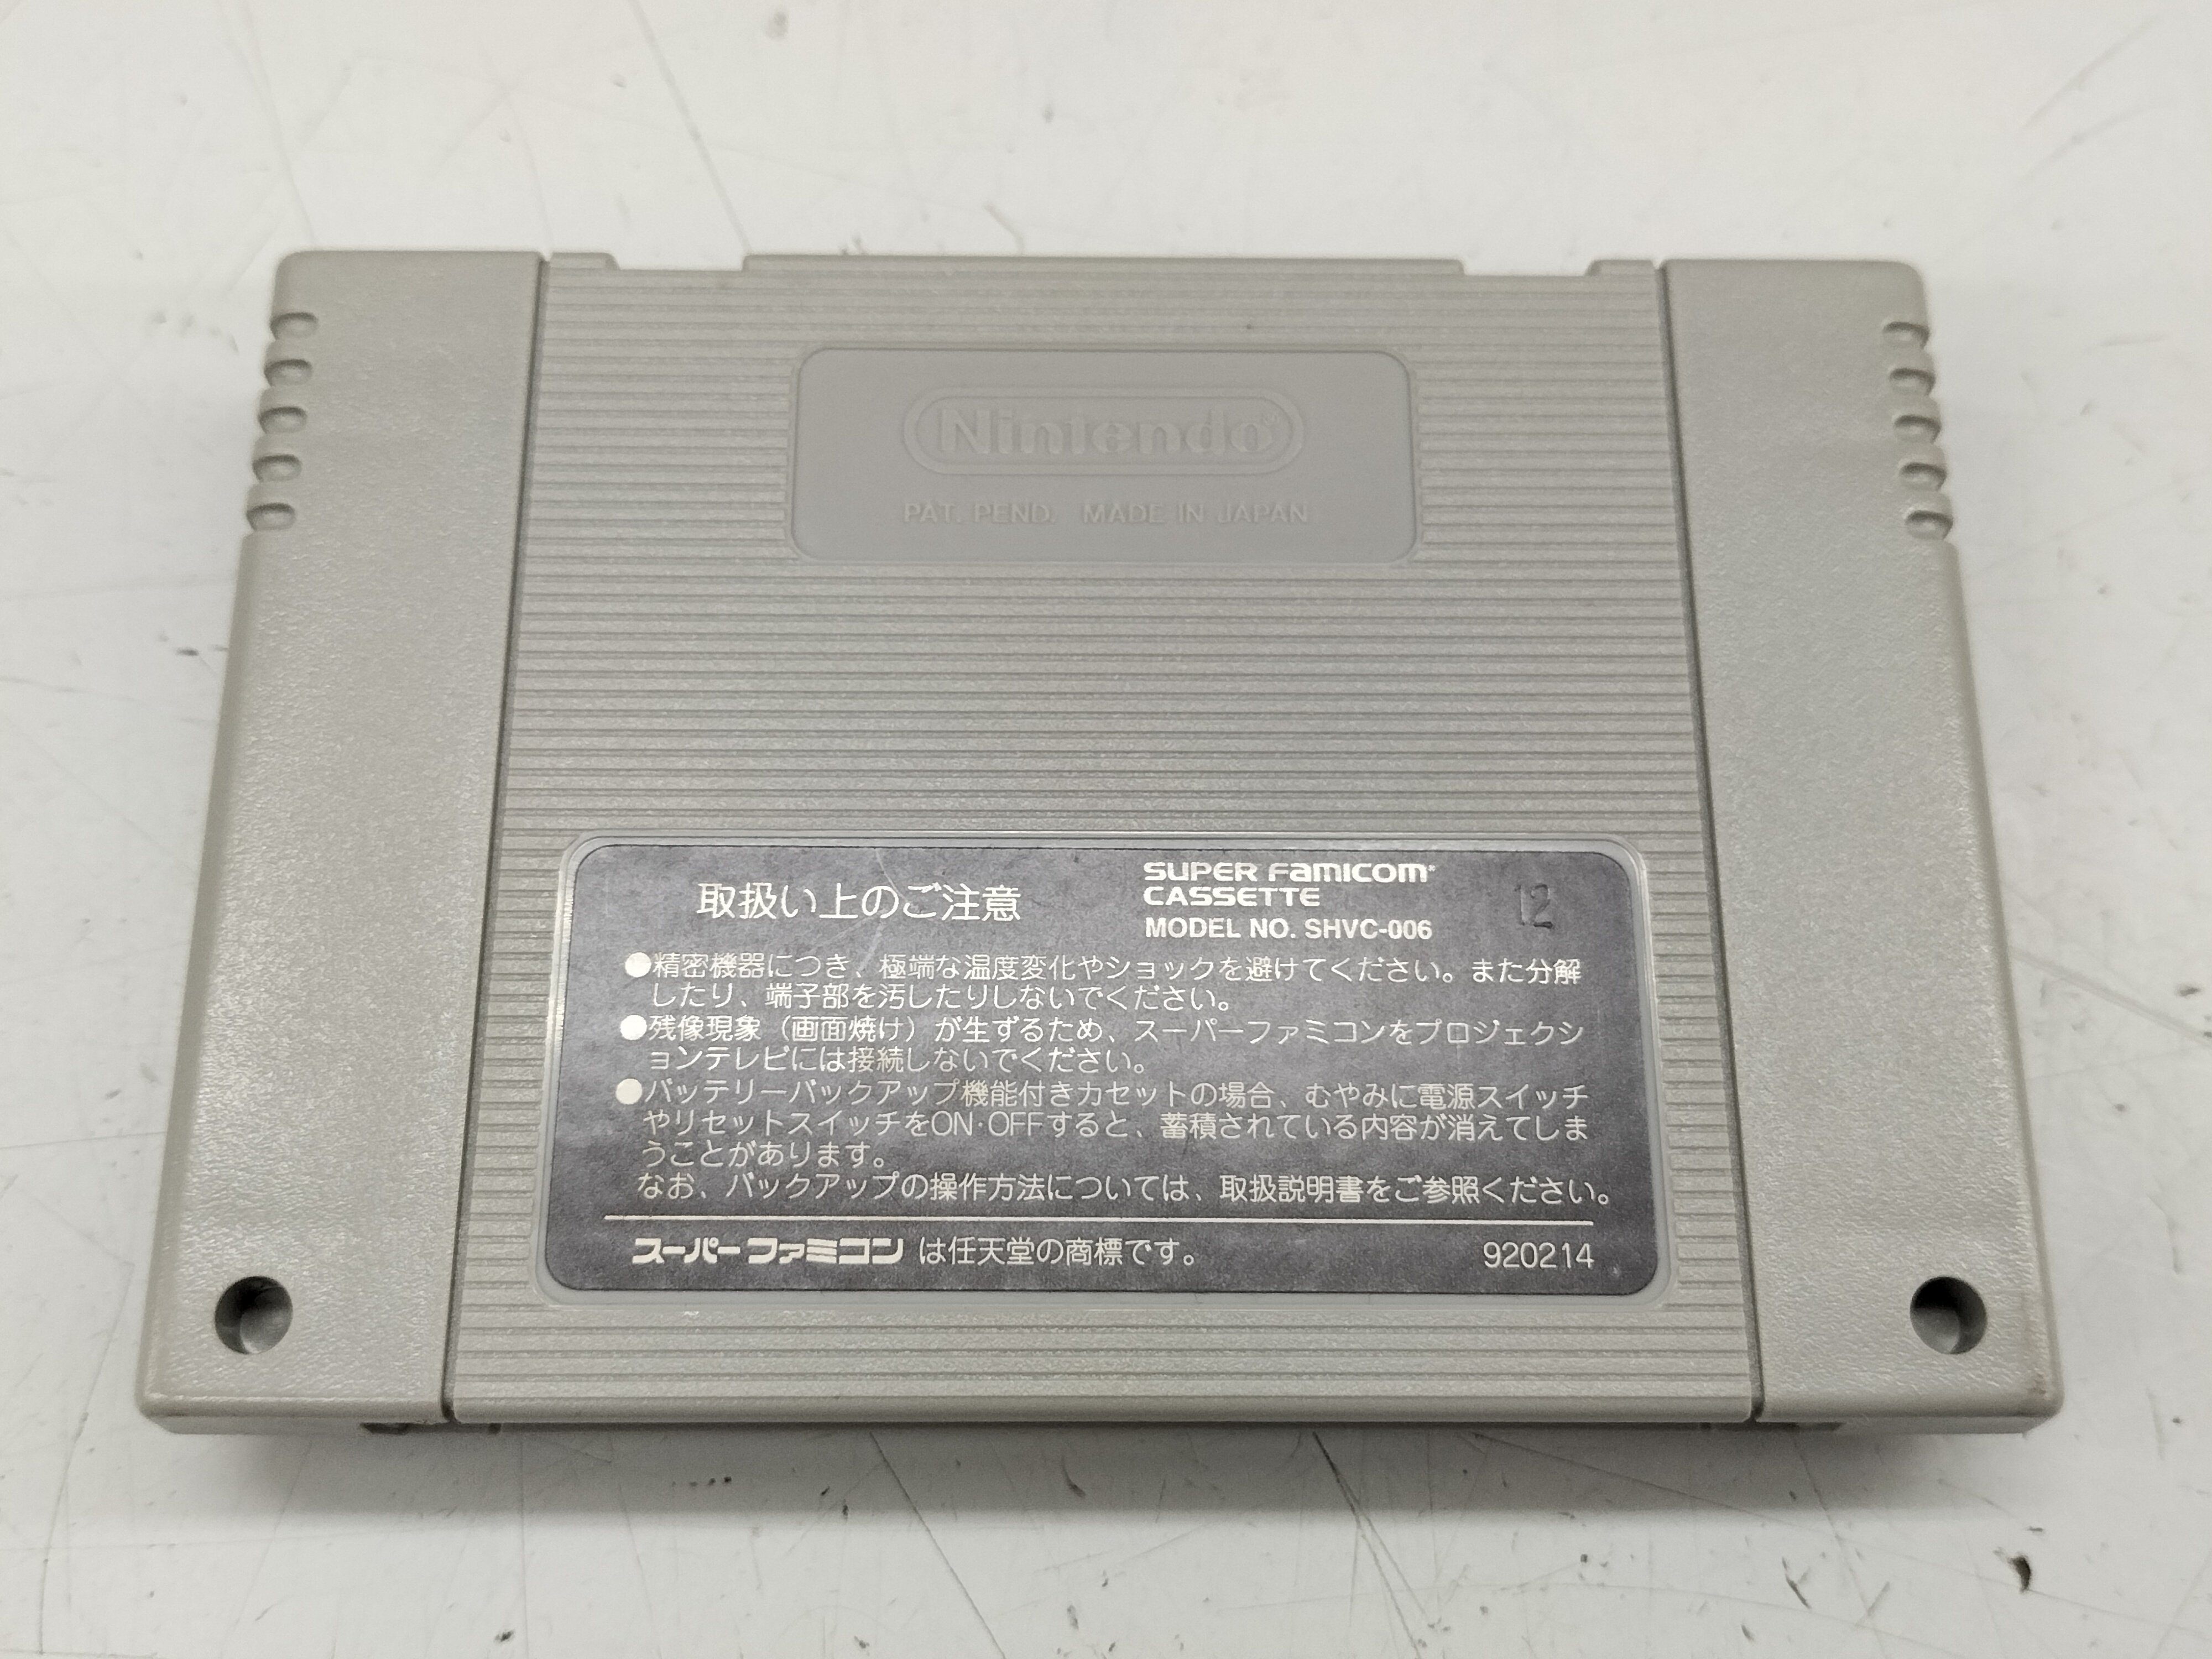 Nintendo®
PAT. PEND. MADE IN JAPAN
取扱い上のご注意
SUPER FAMICOM®
CASSETTE
MODEL NO. SHVC-006
12
●精密機器につき、極端な温度変化やショックを避けてください。また分解
したり、端子部を汚したりしないでください。
●残像現象（画面焼け）が生ずるため、スーパーファミコンをプロジェクシ
ョンテレビには接続しないでください。
●バッテリーバックアップ機能付きカセットの場合、むやみに電源スイッチ
やリセットスイッチをON·OFFすると、蓄積されている内容が消えてしま
うことがあります。
なお、バックアップの操作方法については、取扱説明書をご参照ください。
スーパーファミコン は任天堂の商標です。
920214